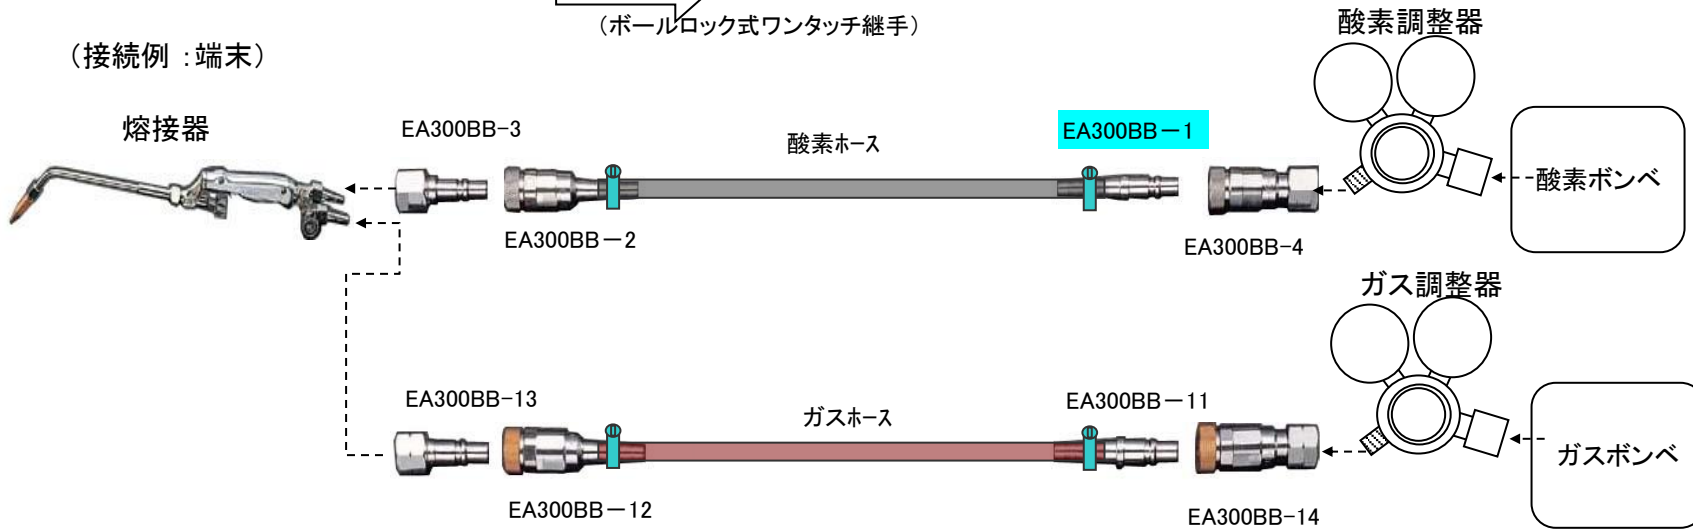 (ボールロック式ワンタッチ継手)
酸素調整器
(接続例 :端末)
熔接器
EA300BB-3
酸素ホース
EA300BB-1
酸素ボンベ
EA300BB-2
EA300BB-4
ガス調整器
EA300BB-13
ガスホース
EA300BB-11
ガスボンベ
EA300BB-12
EA300BB-14